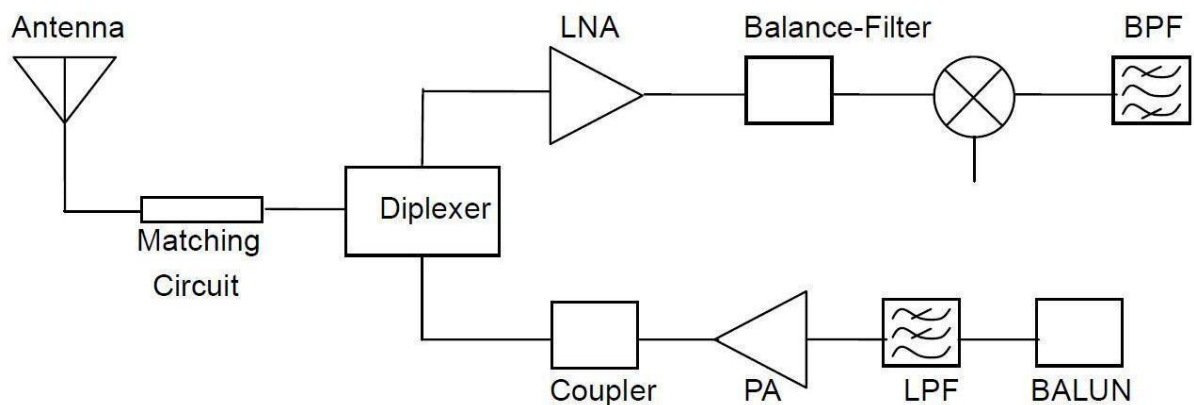 Antenna
LNA
Balance-Filter
BPF
Diplexer
Matching
Circuit
Coupler
PA
LPF
BALUN